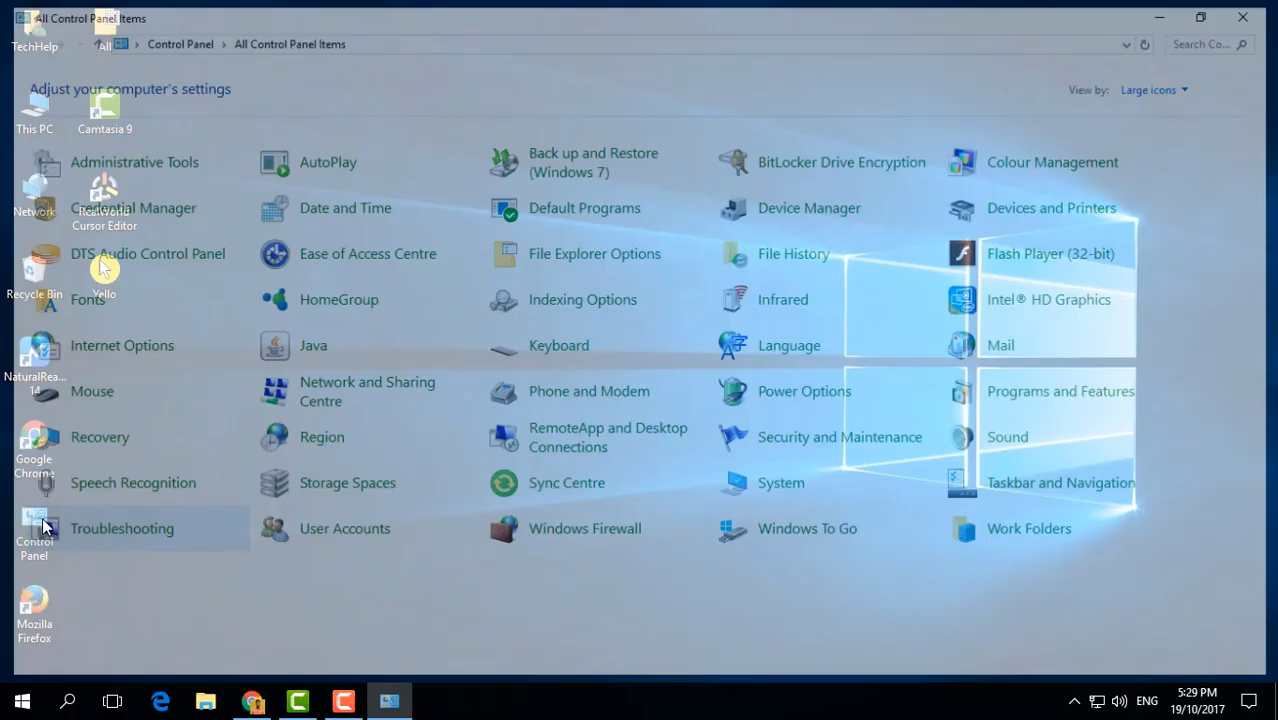 All Control Panel Items
Control Panel
All Control Panel Items
Search Co...
Adjust your computer's settings
View by:
Large icons
Administrative Tools
AutoPlay
Back up and Restore
(Windows 7)
BitLocker Drive Encryption
Colour Management
Credential Manager
Date and Time
Default Programs
Device Manager
Devices and Printers
DTS Audio Control Panel
Ease of Access Centre
File Explorer Options
File History
Flash Player (32-bit)
Fonts
HomeGroup
Indexing Options
Infrared
Intel® HD Graphics
Internet Options
Java
Keyboard
Language
Mail
Mouse
Network and Sharing
Centre
Phone and Modem
Power Options
Programs and Features
Recovery
Region
RemoteApp and Desktop
Connections
Security and Maintenance
Sound
Speech Recognition
Storage Spaces
Sync Centre
System
Taskbar and Navigation
Troubleshooting
User Accounts
Windows Firewall
Windows To Go
Work Folders
TechHelp
All
This PC
Camtasia 9
Network
RealWorld
Cursor Editor
Recycle Bin
Yello
NaturalRea...
14
Google
Chrome
Control
Panel
Mozilla
Firefox
ENG
5:29 PM
19/10/2017